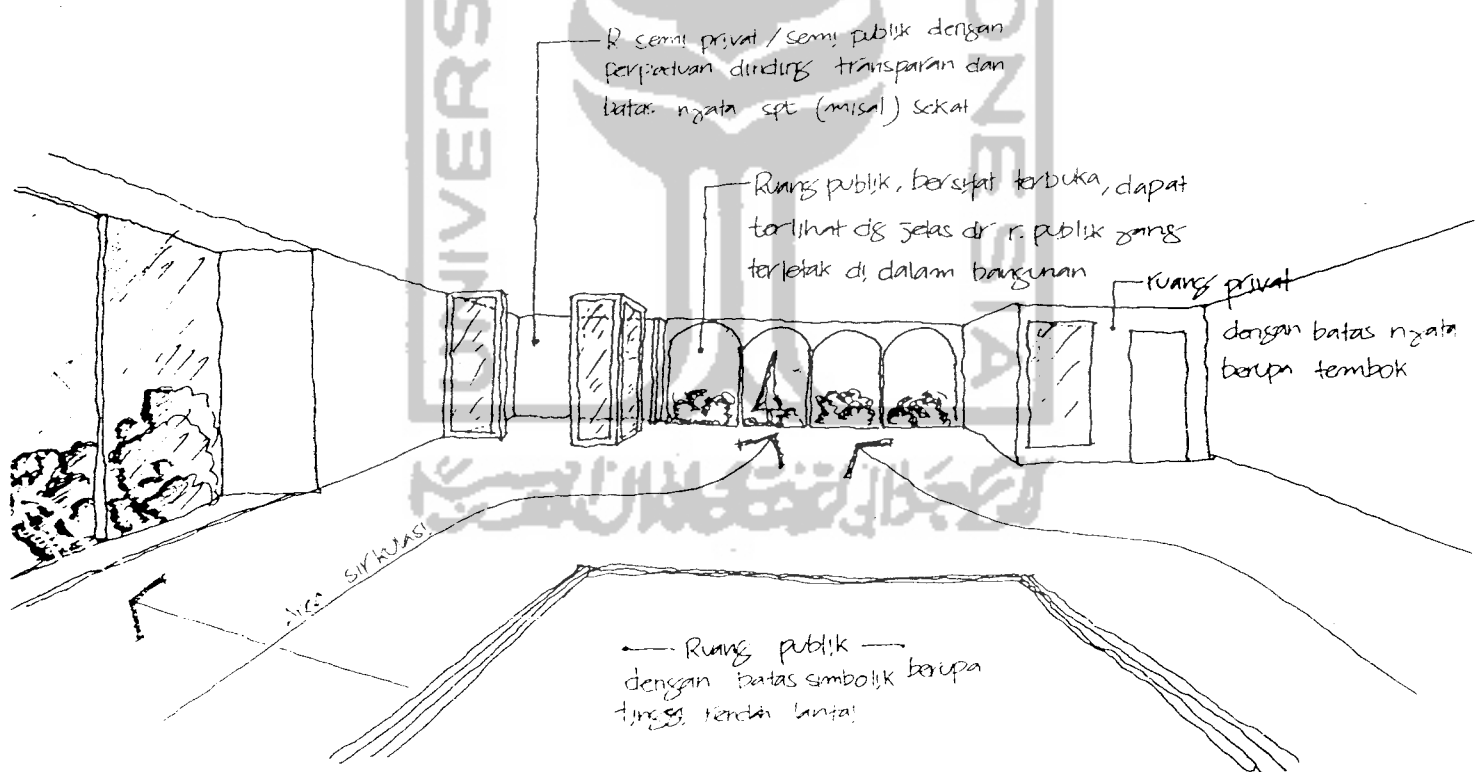 R semi privat / semi publik dengan
perpaduan dinding transparan dan
batas nyata spt (misal) sekat
Ruang publik, bersifat terbuka, dapat
terlihat dg jelas dr r. publik yang
terletak di dalam bangunan
ruang privat
dengan batas nyata
berupa tembok
sirkulasi
Ruang publik
dengan batas simbolik berupa
tinggi rendah lantai
UNIVERS
ONESIA